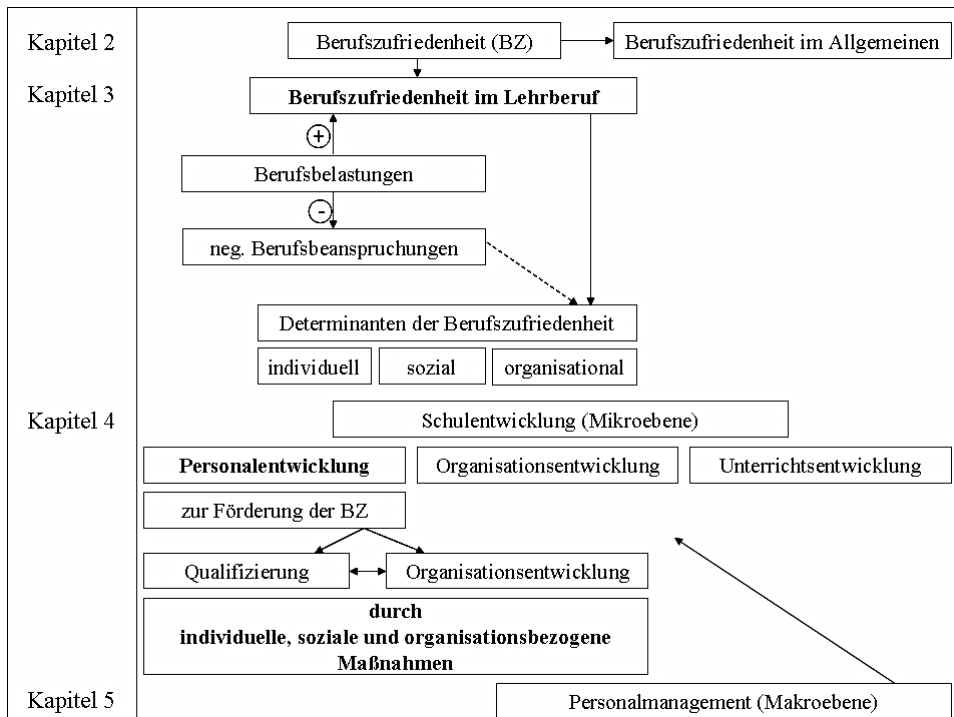 Kapitel 2
Berufszufriedenheit (BZ)
Berufszufriedenheit im Allgemeinen
Kapitel 3
Berufszufriedenheit im Lehrberuf
+
Berufsbelastungen
-
neg. Berufsbeanspruchungen
Determinanten der Berufszufriedenheit
individuell
sozial
organisational
Kapitel 4
Schulentwicklung (Mikroebene)
Personalentwicklung
Organisationsentwicklung
Unterrichtsentwicklung
zur Förderung der BZ
Qualifizierung
Organisationsentwicklung
durch
individuelle, soziale und organisationsbezogene
Maßnahmen
Kapitel 5
Personalmanagement (Makroebene)